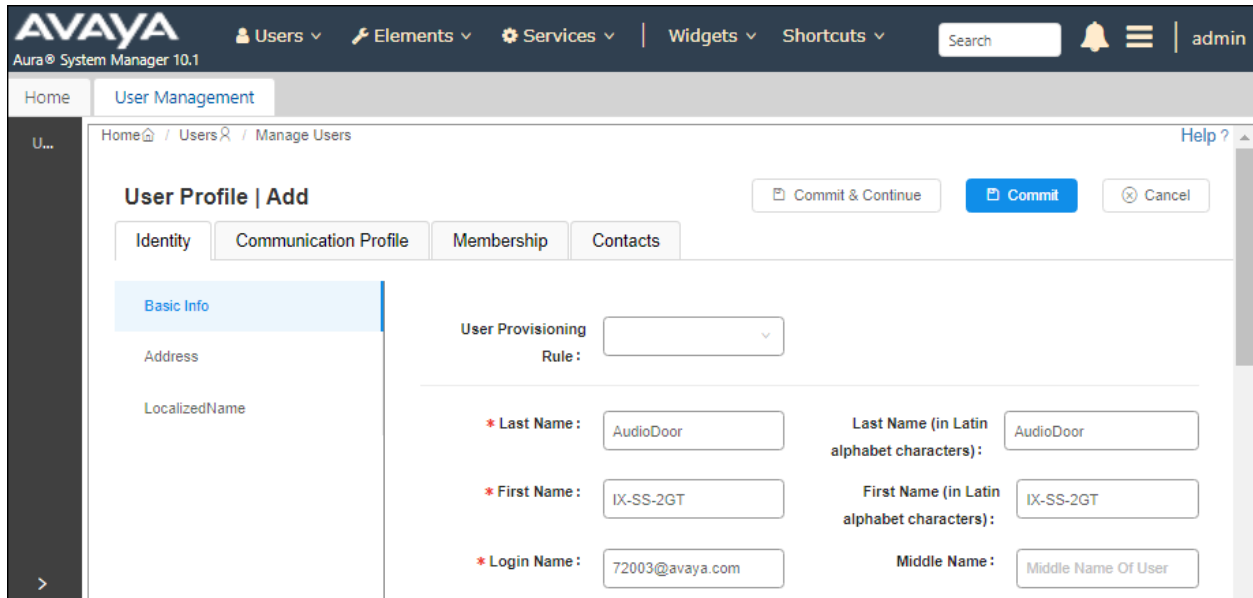 AVAYA
Aura® System Manager 10.1
Users Elements Services | Widgets Shortcuts Search admin
Home User Management
U...
Home / Users / Manage Users Help ?
User Profile | Add Commit & Continue Commit Cancel
Identity Communication Profile Membership Contacts
Basic Info
Address
LocalizedName
User Provisioning
Rule :
* Last Name : AudioDoor Last Name (in Latin
alphabet characters) : AudioDoor
* First Name : IX-SS-2GT First Name (in Latin
alphabet characters) : IX-SS-2GT
* Login Name : 72003@avaya.com Middle Name : Middle Name Of User